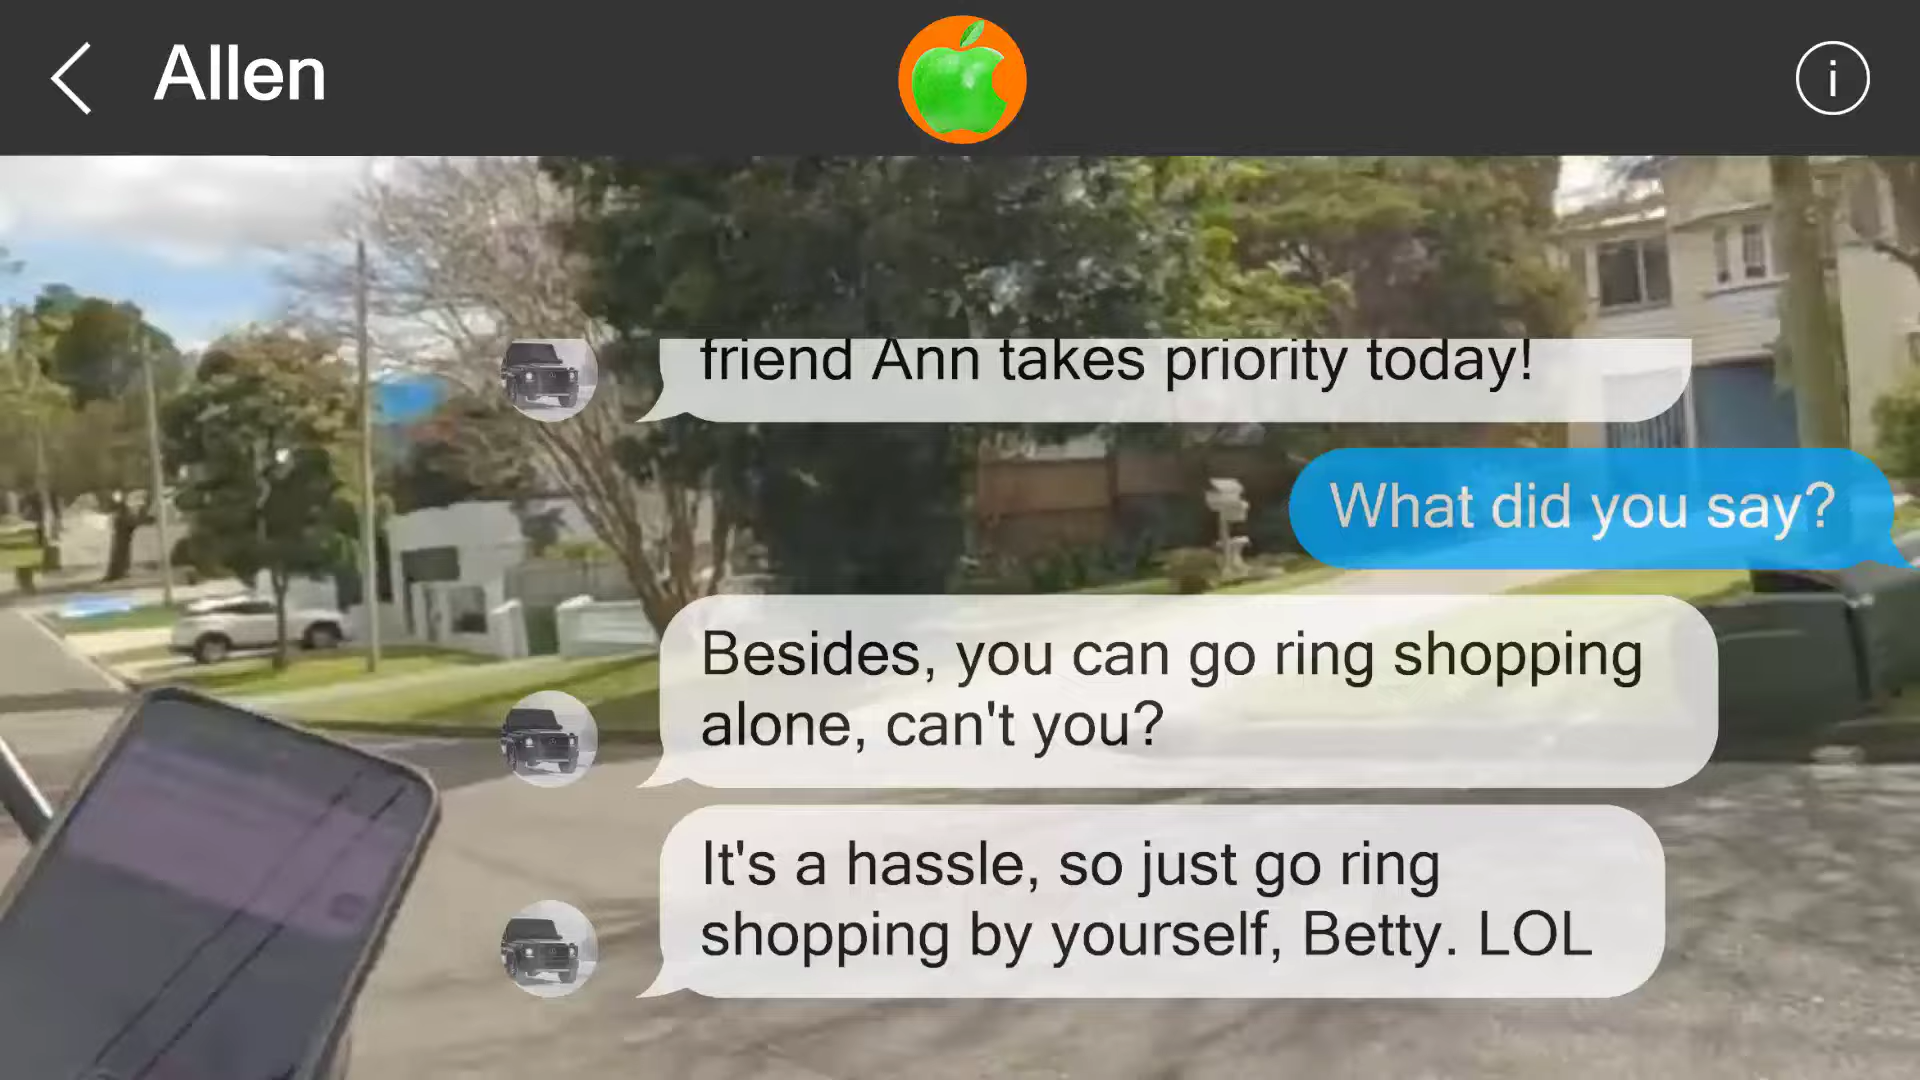 Allen
i
friend Ann takes priority today!
What did you say?
Besides, you can go ring shopping
alone, can't you?
It's a hassle, so just go ring
shopping by yourself, Betty. LOL